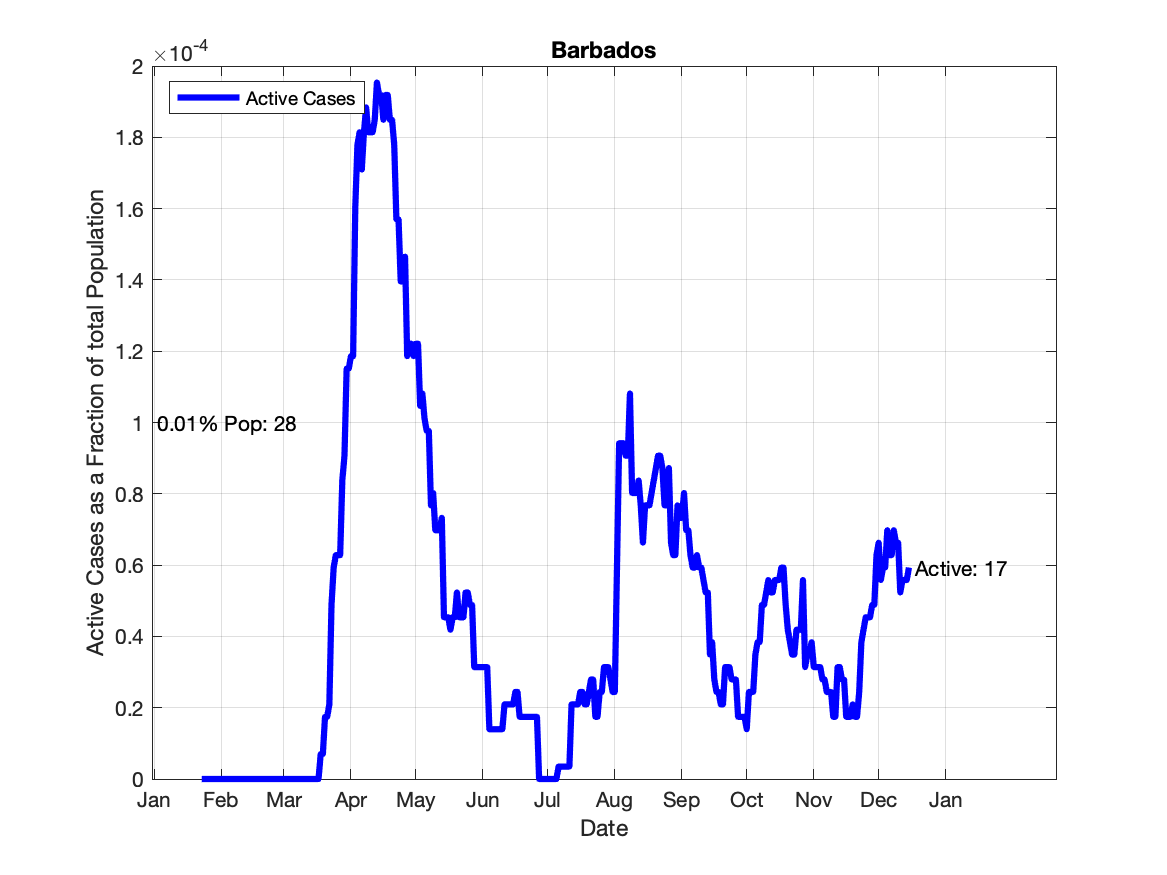 Barbados
×10⁻⁴
2
1.8
1.6
1.4
1.2
1
0.8
0.6
0.4
0.2
0
Active Cases as a Fraction of total Population
Active Cases
0.01% Pop: 28
Active: 17
Jan Feb Mar Apr May Jun Jul Aug Sep Oct Nov Dec Jan
Date